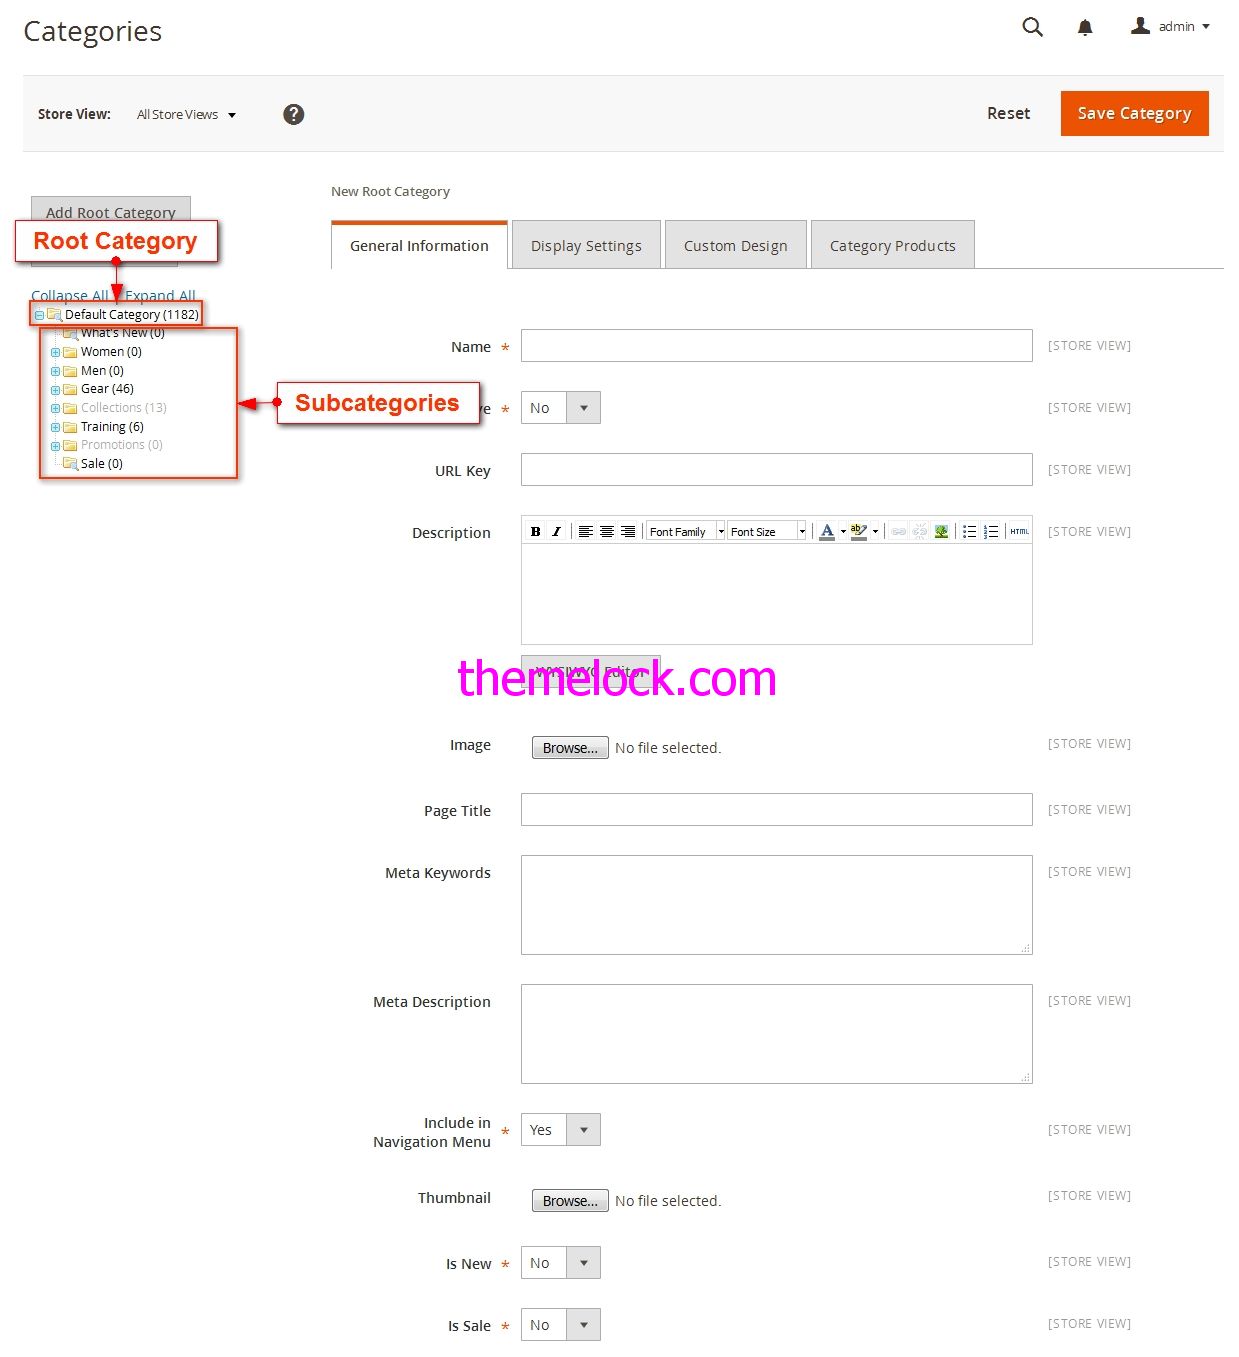 Categories
admin
Store View: All Store Views ?
Reset
Save Category
Add Root Category
Root Category
Collapse All | Expand All
Default Category (1182)
What's New (0)
Women (0)
Men (0)
Gear (46)
Collections (13)
Training (6)
Promotions (0)
Sale (0)
Subcategories
New Root Category
General Information
Display Settings
Custom Design
Category Products
Name * [STORE VIEW]
* No [STORE VIEW]
URL Key [STORE VIEW]
Description B I Font Family Font Size A ab HTML [STORE VIEW]
WYSIWYG Editor
themelock.com
Image Browse... No file selected. [STORE VIEW]
Page Title [STORE VIEW]
Meta Keywords [STORE VIEW]
Meta Description [STORE VIEW]
Include in
Navigation Menu * Yes [STORE VIEW]
Thumbnail Browse... No file selected. [STORE VIEW]
Is New * No [STORE VIEW]
Is Sale * No [STORE VIEW]